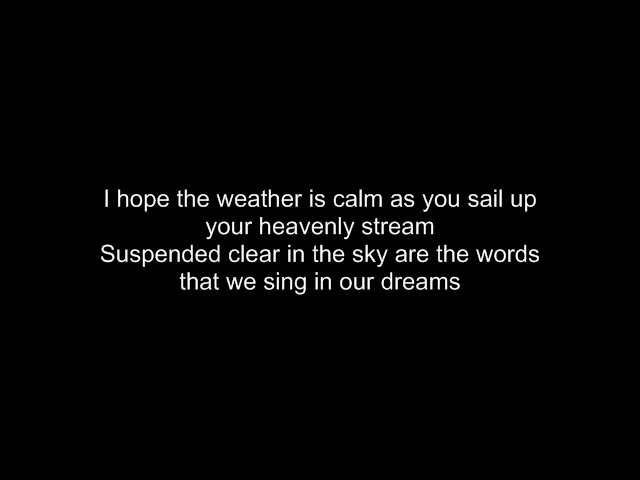 I hope the weather is calm as you sail up
your heavenly stream
Suspended clear in the sky are the words
that we sing in our dreams